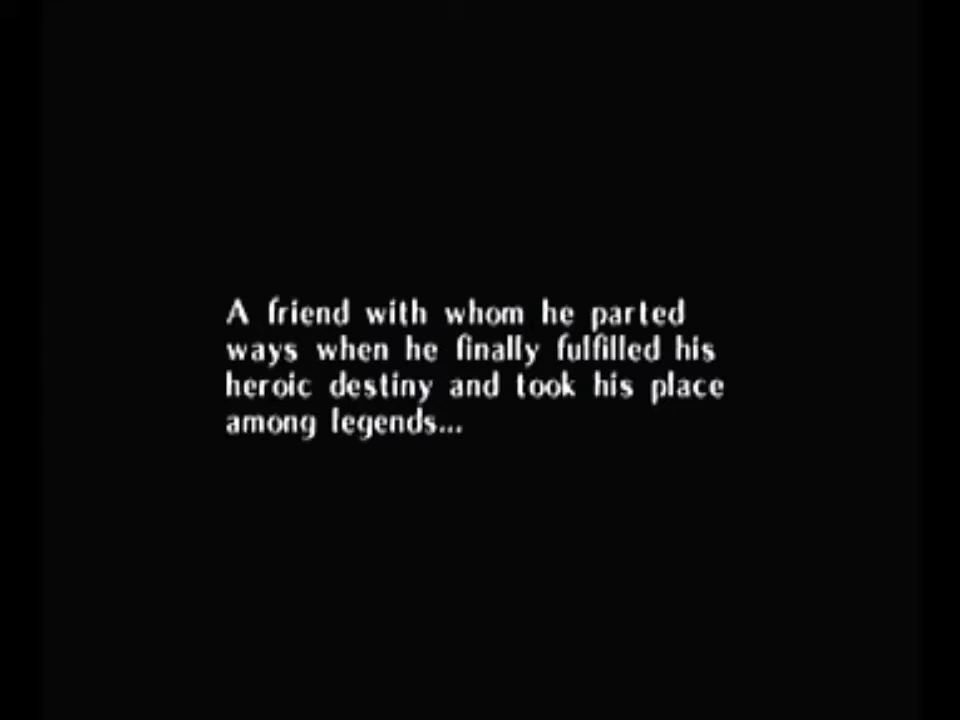 A friend with whom he parted
ways when he finally fulfilled his
heroic destiny and took his place
among legends...